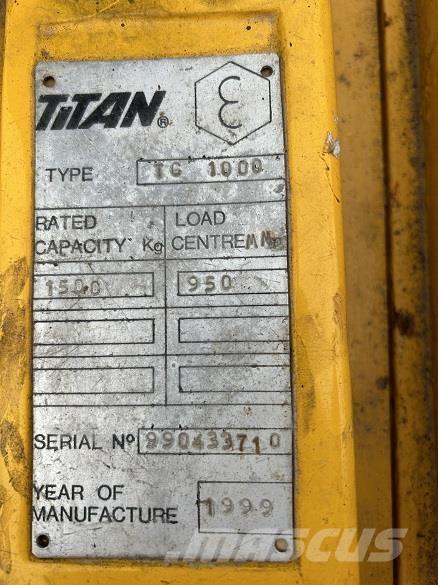 TiTAN®
Ɛ
TYPE TC 1000
RATED CAPACITY Kg
LOAD CENTRE MM
1500 950
SERIAL Nº 990433710
YEAR OF MANUFACTURE 1999
MASCUS